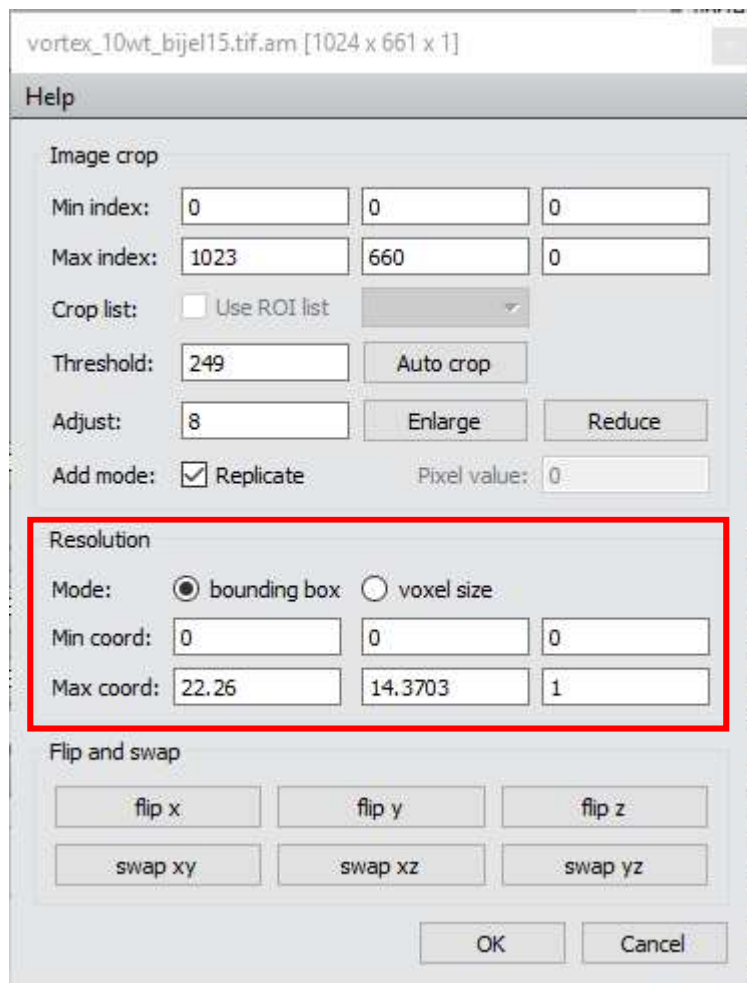 vortex_10wt_bijel15.tif.am [1024 x 661 x 1]
Help
Image crop
Min index: 0 0 0
Max index: 1023 660 0
Crop list: Use ROI list
Threshold: 249 Auto crop
Adjust: 8 Enlarge Reduce
Add mode: Replicate Pixel value: 0
Resolution
Mode: bounding box voxel size
Min coord: 0 0 0
Max coord: 22.26 14.3703 1
Flip and swap
flip x flip y flip z
swap xy swap xz swap yz
OK Cancel